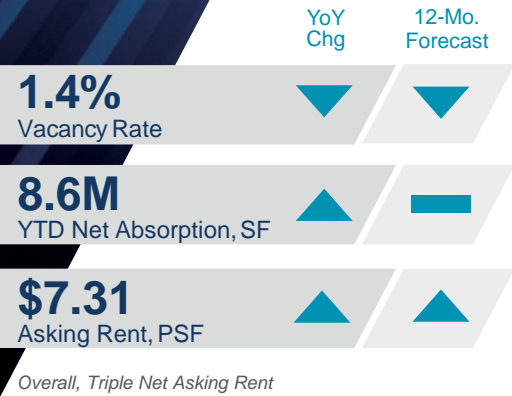 YoY
Chg
12-Mo.
Forecast
1.4%
Vacancy Rate
8.6M
YTD Net Absorption, SF
$7.31
Asking Rent, PSF
Overall, Triple Net Asking Rent